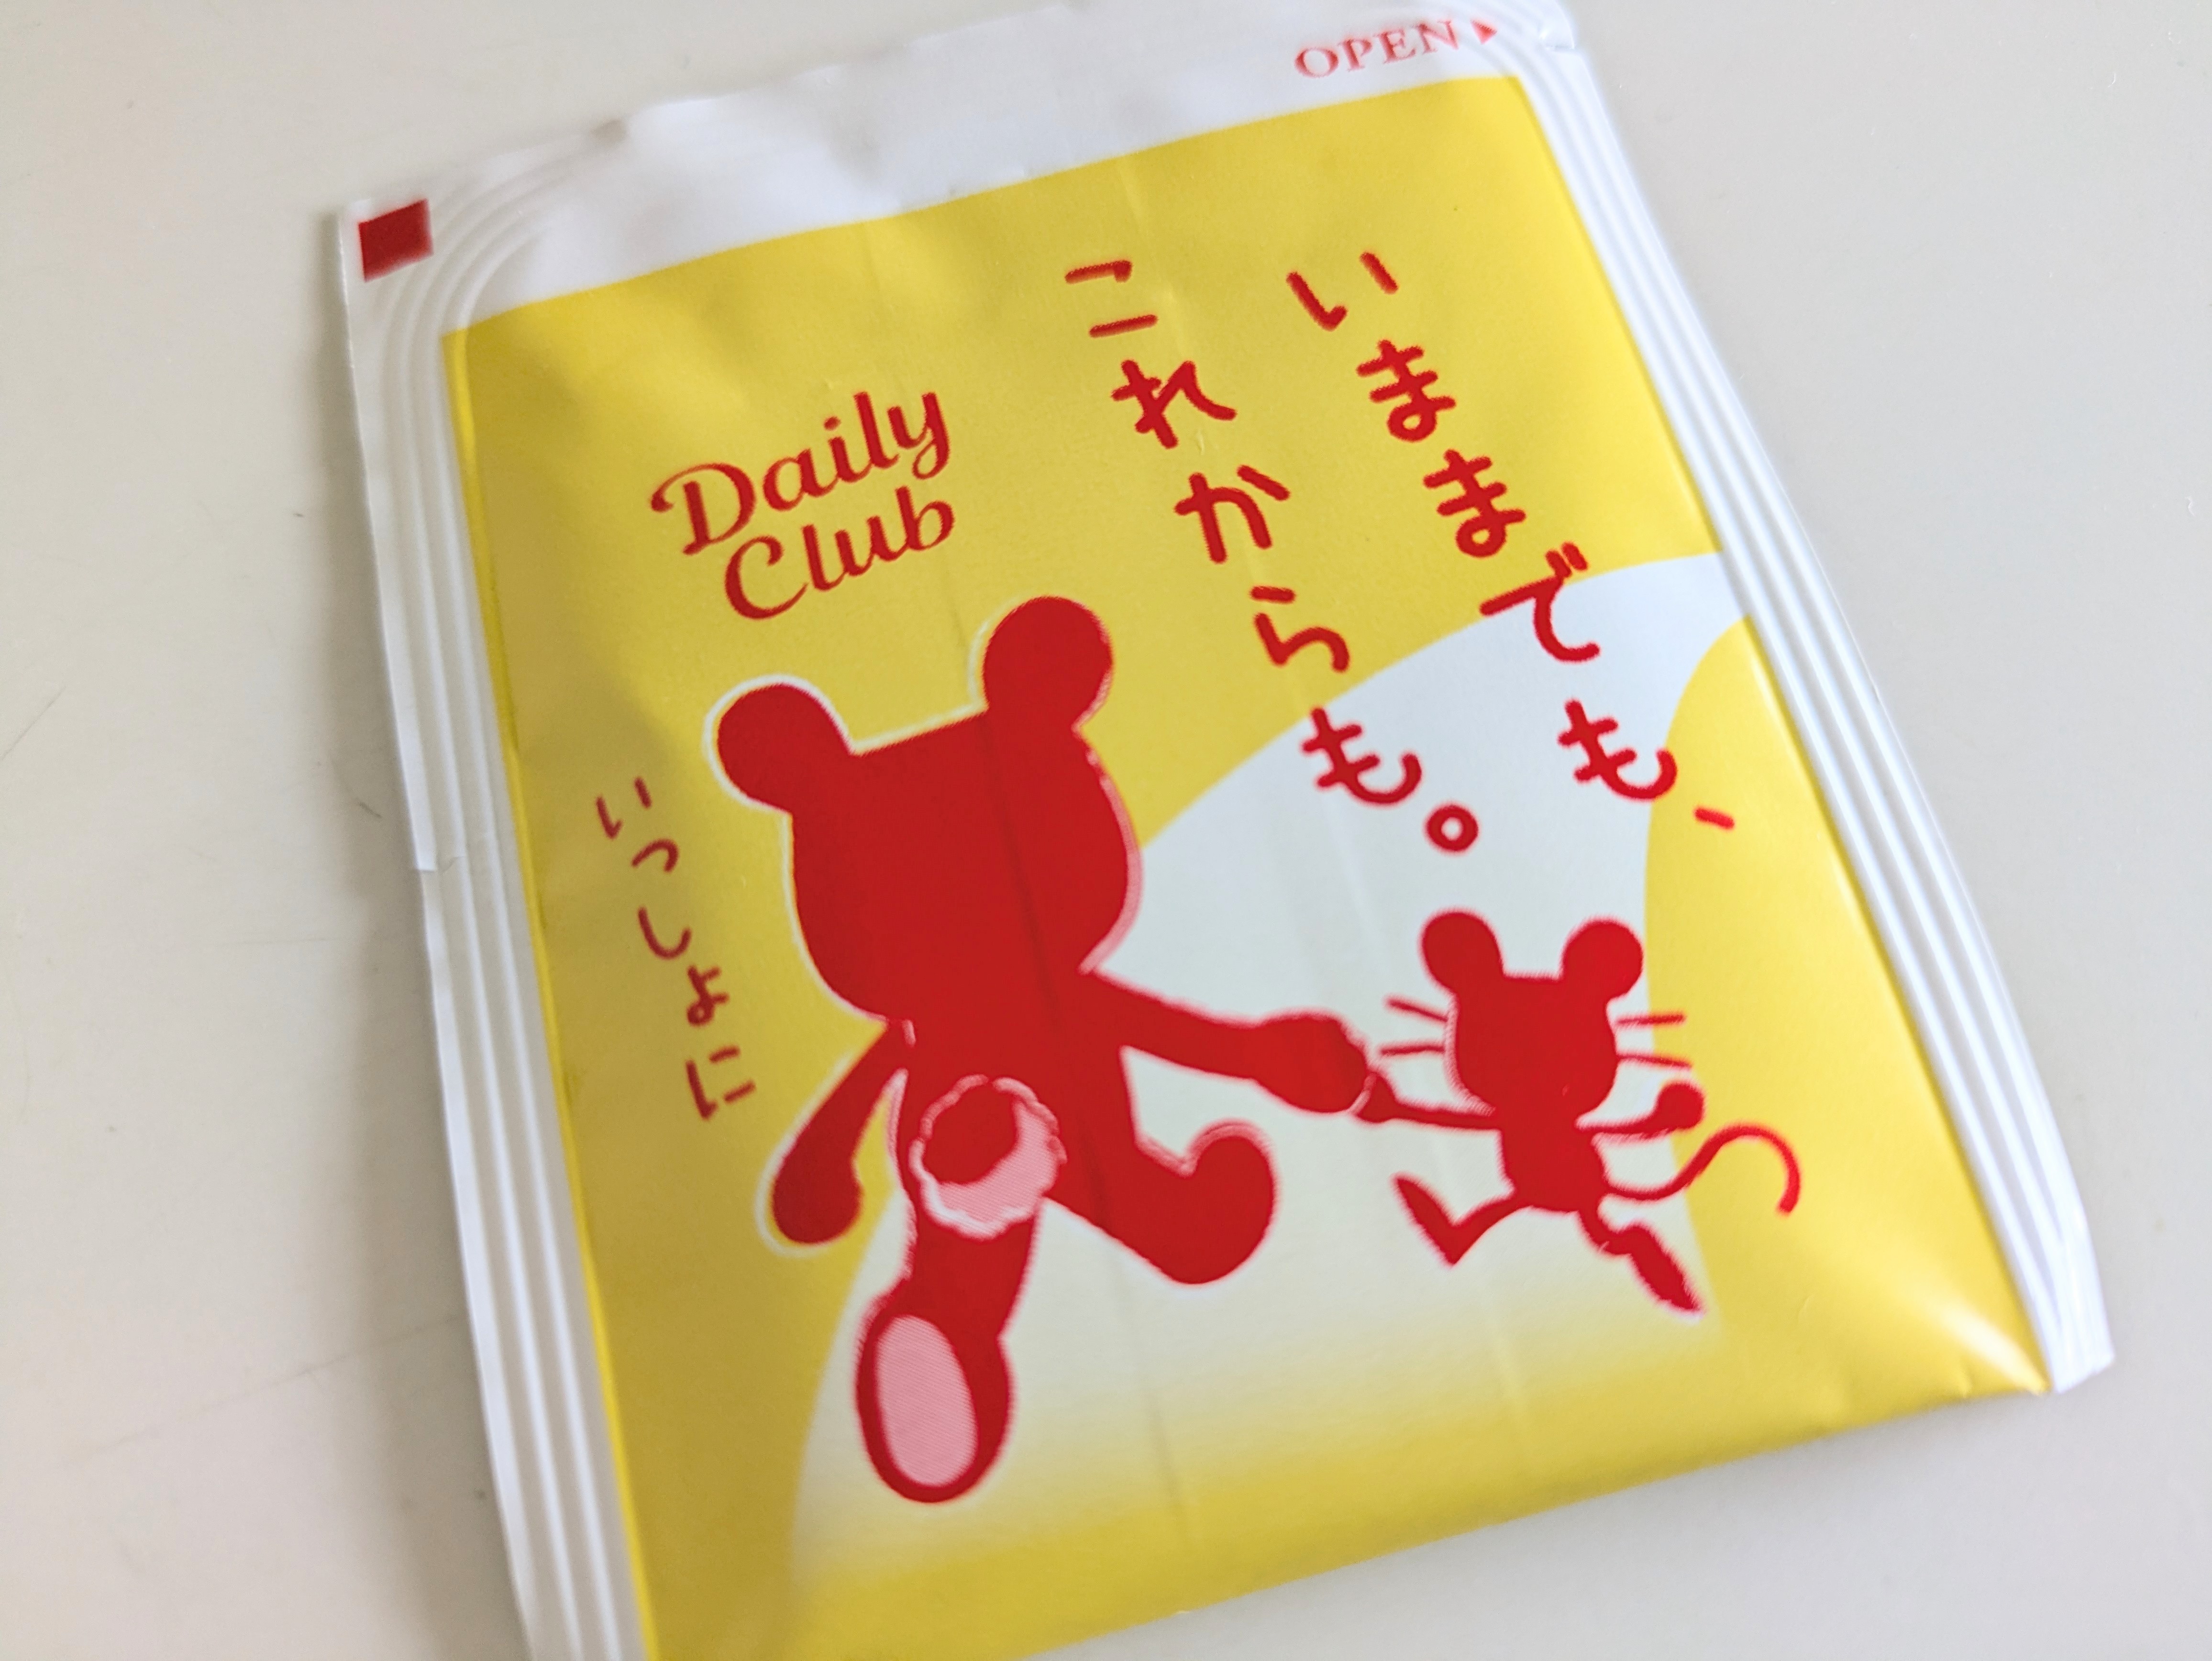 OPEN
いままでも、
これからも。
Daily
Club
いっしょに